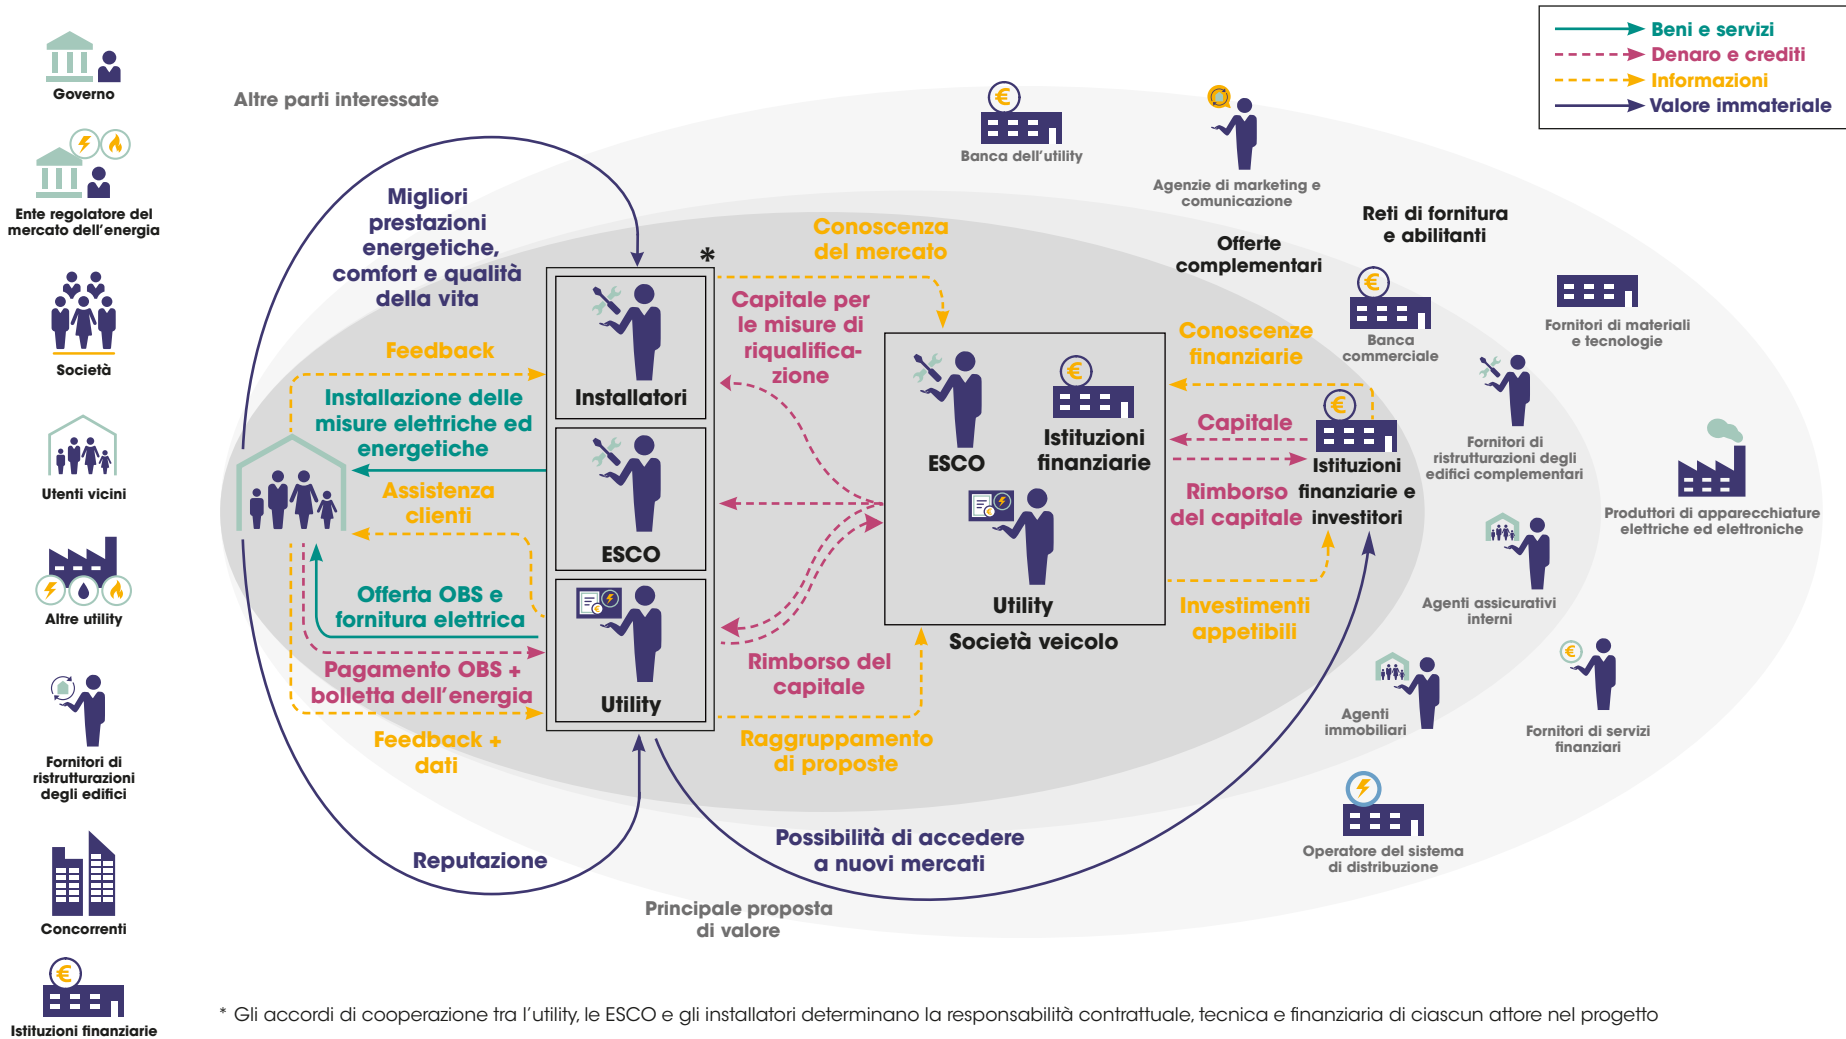 Beni e servizi
Denaro e crediti
Informazioni
Valore immateriale
Governo
Ente regolatore del
mercato dell'energia
Società
Utenti vicini
Altre utility
Fornitori di
ristrutturazioni
degli edifici
Concorrenti
Istituzioni finanziarie
Altre parti interessate
Migliori
prestazioni
energetiche,
comfort e qualità
della vita
Feedback
Installazione delle
misure elettriche ed
energetiche
Assistenza
clienti
Offerta OBS e
fornitura elettrica
Pagamento OBS +
bolletta dell'energia
Feedback +
dati
Reputazione
*
Installatori
ESCO
Utility
Conoscenza
del mercato
Capitale per
le misure di
riqualifica-
zione
Rimborso del
capitale
Raggruppamento
di proposte
Possibilità di accedere
a nuovi mercati
Principale proposta
di valore
ESCO
Istituzioni
finanziarie
Utility
Società veicolo
Conoscenze
finanziarie
Capitale
Rimborso
del capitale
Istituzioni
finanziarie e
investitori
Investimenti
appetibili
Offerte
complementari
Reti di fornitura
e abilitanti
Banca dell'utility
Agenzie di marketing e
comunicazione
Banca
commerciale
Fornitori di materiali
e tecnologie
Fornitori di
ristrutturazioni degli
edifici complementari
Produttori di apparecchiature
elettriche ed elettroniche
Agenti assicurativi
interni
Agenti
immobiliari
Fornitori di servizi
finanziari
Operatore del sistema
di distribuzione
* Gli accordi di cooperazione tra l'utility, le ESCO e gli installatori determinano la responsabilità contrattuale, tecnica e finanziaria di ciascun attore nel progetto